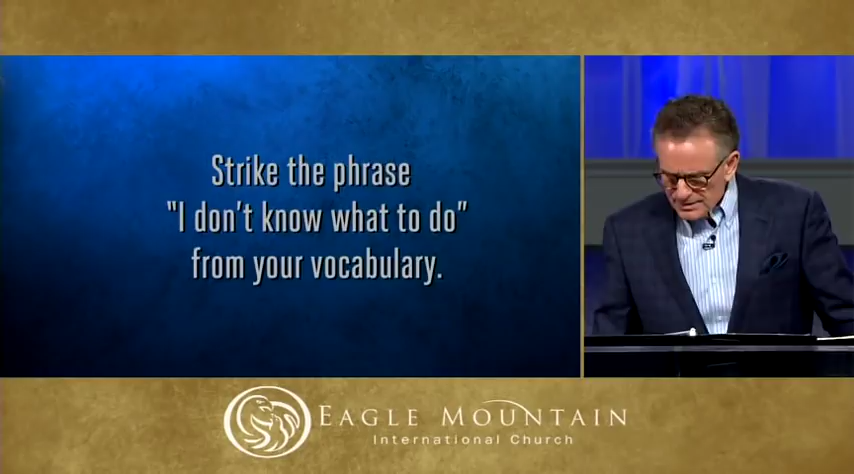 Strike the phrase
“I don’t know what to do”
from your vocabulary.
EAGLE MOUNTAIN
International Church